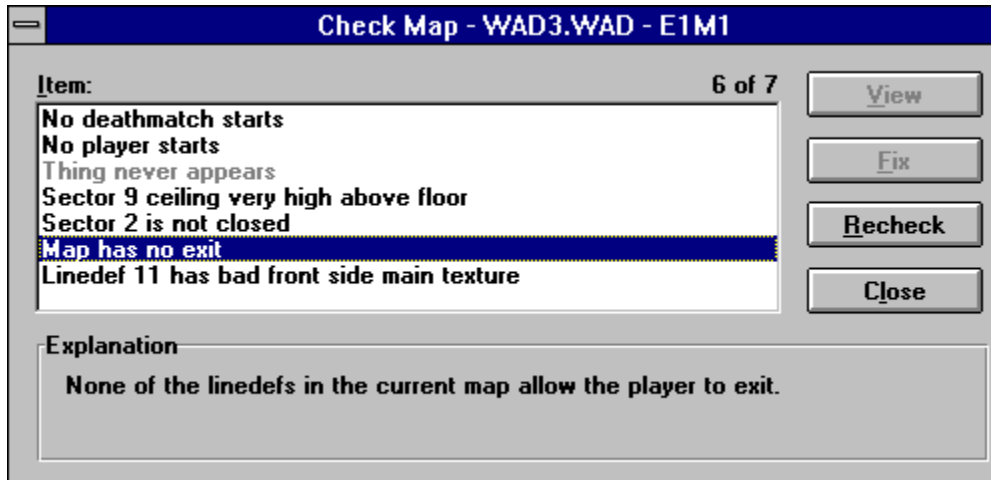 Check Map - WAD3.WAD - E1M1
Item: 6 of 7
View
No deathmatch starts
No player starts
Thing never appears
Fix
Sector 9 ceiling very high above floor
Sector 2 is not closed
Recheck
Map has no exit
Linedef 11 has bad front side main texture
Close
Explanation
None of the linedefs in the current map allow the player to exit.